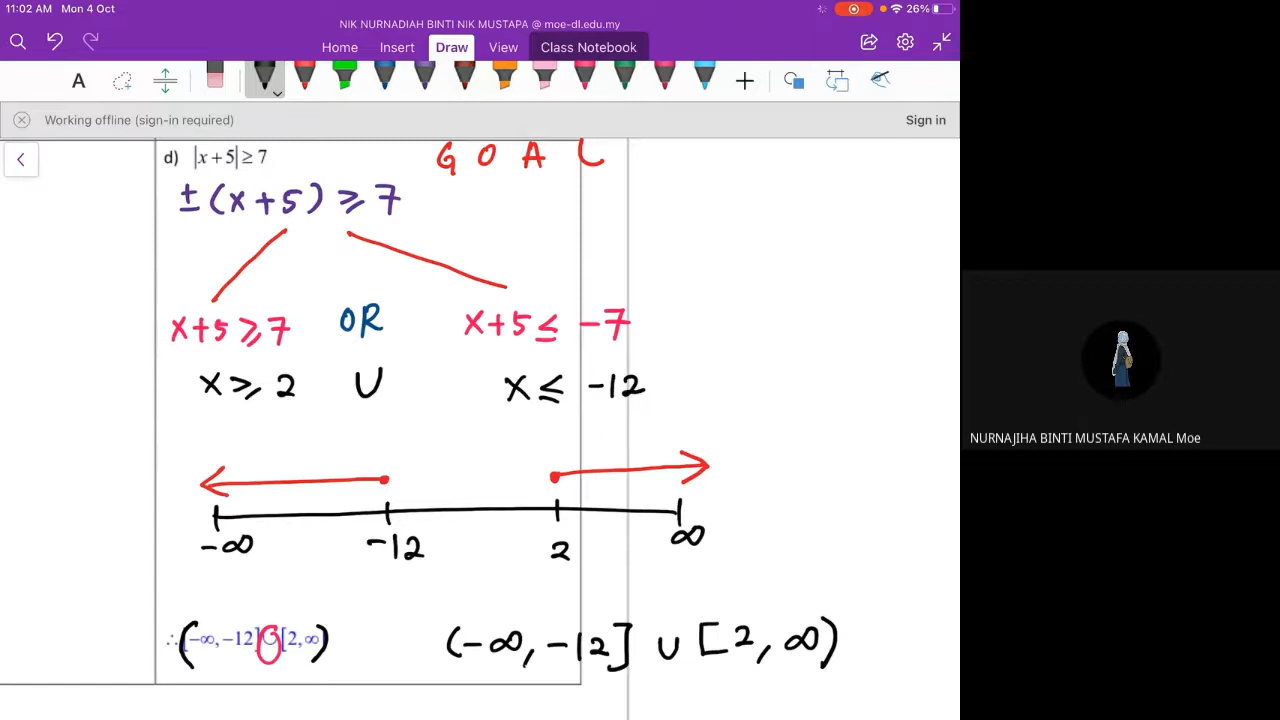 11:02 AM Mon 4 Oct
26%
NIK NURNADIAH BINTI NIK MUSTAPA @ moe-dl.edu.my
Home Insert Draw View Class Notebook
A
Working offline (sign-in required) Sign in
d) |x + 5| ≥ 7
G O A L
±(x+5) ≥ 7
x+5 ≥ 7 OR x+5 ≤ -7
x ≥ 2 ∪ x ≤ -12
-∞ -12 2 ∞
∴ (-∞, -12] ∪ [2, ∞) (-∞, -12] ∪ [2, ∞)
NURNAJIHA BINTI MUSTAFA KAMAL Moe